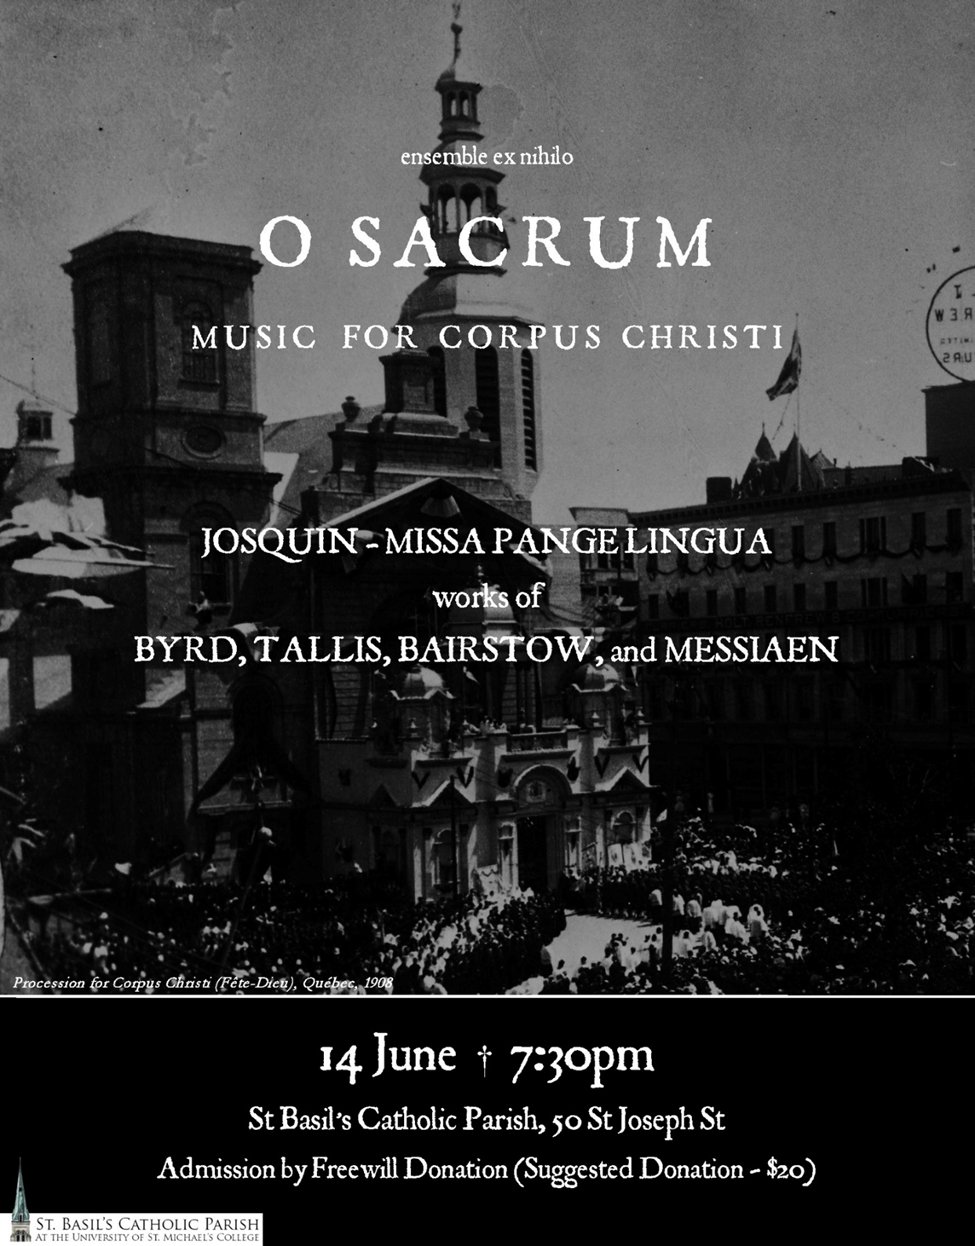 ensemble ex nihilo
O SACRUM
MUSIC FOR CORPUS CHRISTI
JOSQUIN - MISSA PANGE LINGUA
works of
BYRD, TALLIS, BAIRSTOW, and MESSIAEN
Procession for Corpus Christi (Fête-Dieu), Québec, 1908
14 June † 7:30pm
St Basil's Catholic Parish, 50 St Joseph St
Admission by Freewill Donation (Suggested Donation - $20)
ST. BASIL'S CATHOLIC PARISH
AT THE UNIVERSITY OF ST. MICHAEL'S COLLEGE